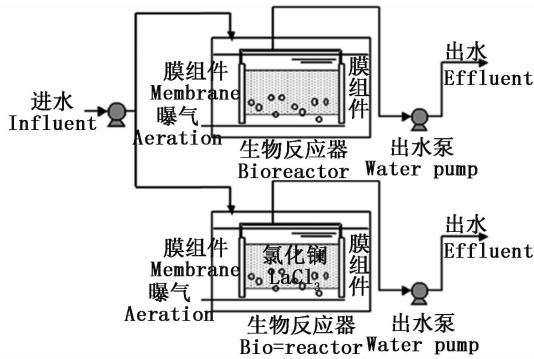 进水
Influent
膜组件
Membrane
曝气
Aeration
膜组件
生物反应器
Bioreactor
出水
Effluent
出水泵
Water pump
膜组件
Membrane
曝气
Aeration
氯化镧
LaCl3
膜组件
生物反应器
Bio=reactor
出水
Effluent
出水泵
Water pump